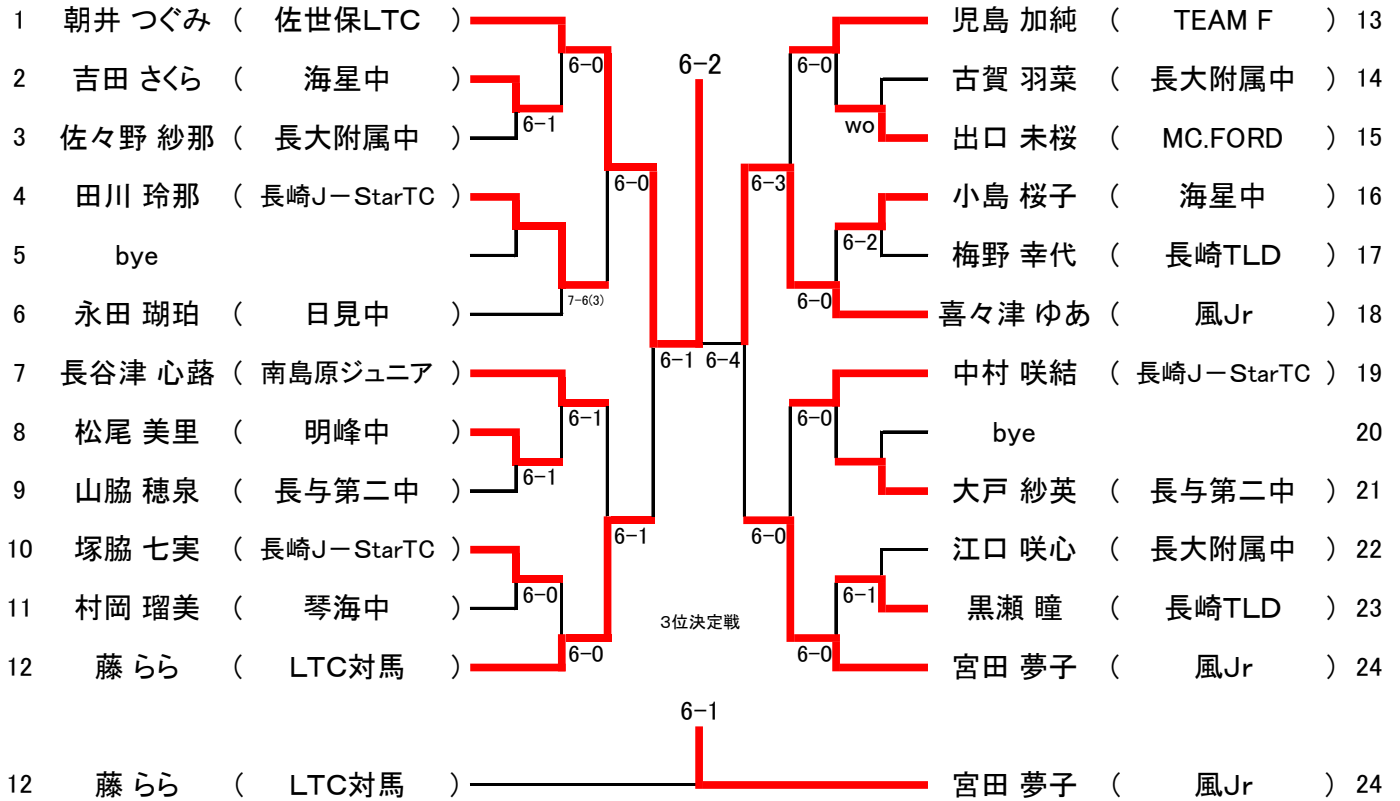 1 朝井 つぐみ ( 佐世保LTC ) 児島 加純 ( TEAM F ) 13
6-0 6-2 6-0
2 吉田 さくら ( 海星中 ) 古賀 羽菜 ( 長大附属中 ) 14
6-1 wo
3 佐々野 紗那 ( 長大附属中 ) 出口 未桜 ( MC.FORD ) 15
6-0 6-3
4 田川 玲那 ( 長崎J-StarTC ) 小島 桜子 ( 海星中 ) 16
6-2
5 bye 梅野 幸代 ( 長崎TLD ) 17
7-6(3) 6-0
6 永田 瑚珀 ( 日見中 ) 喜々津 ゆあ ( 風Jr ) 18
6-1 6-4
7 長谷津 心蕗 ( 南島原ジュニア ) 中村 咲結 ( 長崎J-StarTC ) 19
6-1 6-0
8 松尾 美里 ( 明峰中 ) bye 20
6-1
9 山脇 穂泉 ( 長与第二中 ) 大戸 紗英 ( 長与第二中 ) 21
6-1 6-0
10 塚脇 七実 ( 長崎J-StarTC ) 江口 咲心 ( 長大附属中 ) 22
6-0 6-1
11 村岡 瑠美 ( 琴海中 ) 黒瀬 瞳 ( 長崎TLD ) 23
3位決定戦
6-0 6-0
12 藤 らら ( LTC対馬 ) 宮田 夢子 ( 風Jr ) 24
6-1
12 藤 らら ( LTC対馬 ) 宮田 夢子 ( 風Jr ) 24